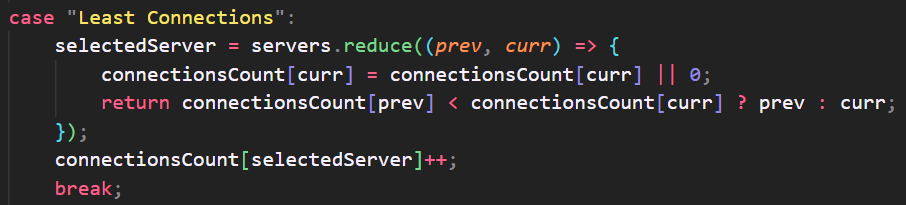 case "Least Connections":
    selectedServer = servers.reduce((prev, curr) => {
        connectionsCount[curr] = connectionsCount[curr] || 0;
        return connectionsCount[prev] < connectionsCount[curr] ? prev : curr;
    });
    connectionsCount[selectedServer]++;
    break;